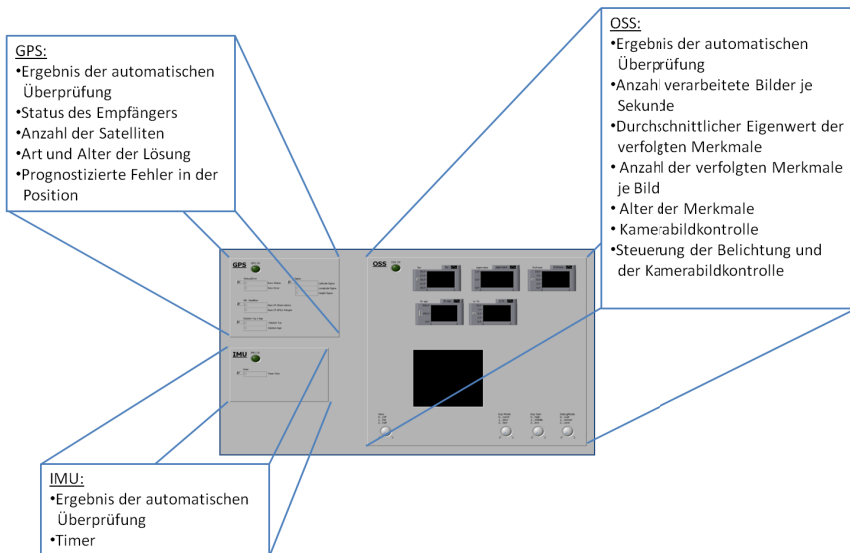 GPS:
•Ergebnis der automatischen
Überprüfung
•Status des Empfängers
•Anzahl der Satelliten
•Art und Alter der Lösung
•Prognostizierte Fehler in der
Position
OSS:
•Ergebnis der automatischen
Überprüfung
•Anzahl verarbeitete Bilder je
Sekunde
•Durchschnittlicher Eigenwert der
verfolgten Merkmale
• Anzahl der verfolgten Merkmale
je Bild
• Alter der Merkmale
• Kamerabildkontrolle
• Steuerung der Belichtung und
der Kamerabildkontrolle
GPS
OSS
IMU
IMU:
•Ergebnis der automatischen
Überprüfung
•Timer